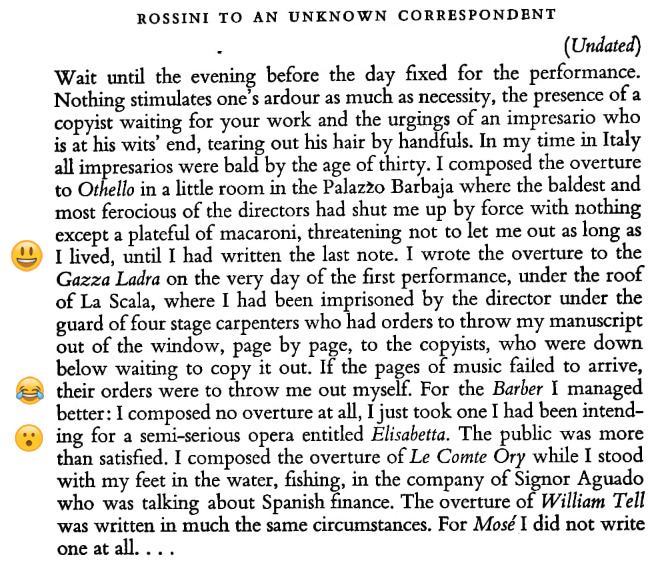 ROSSINI TO AN UNKNOWN CORRESPONDENT
(Undated)
Wait until the evening before the day fixed for the performance.
Nothing stimulates one's ardour as much as necessity, the presence of a
copyist waiting for your work and the urgings of an impresario who
is at his wits' end, tearing out his hair by handfuls. In my time in Italy
all impresarios were bald by the age of thirty. I composed the overture
to Othello in a little room in the Palazzo Barbaja where the baldest and
most ferocious of the directors had shut me up by force with nothing
except a plateful of macaroni, threatening not to let me out as long as
I lived, until I had written the last note. I wrote the overture to the
Gazza Ladra on the very day of the first performance, under the roof
of La Scala, where I had been imprisoned by the director under the
guard of four stage carpenters who had orders to throw my manuscript
out of the window, page by page, to the copyists, who were down
below waiting to copy it out. If the pages of music failed to arrive,
their orders were to throw me out myself. For the Barber I managed
better: I composed no overture at all, I just took one I had been intend-
ing for a semi-serious opera entitled Elisabetta. The public was more
than satisfied. I composed the overture of Le Comte Ory while I stood
with my feet in the water, fishing, in the company of Signor Aguado
who was talking about Spanish finance. The overture of William Tell
was written in much the same circumstances. For Mosé I did not write
one at all. . . .